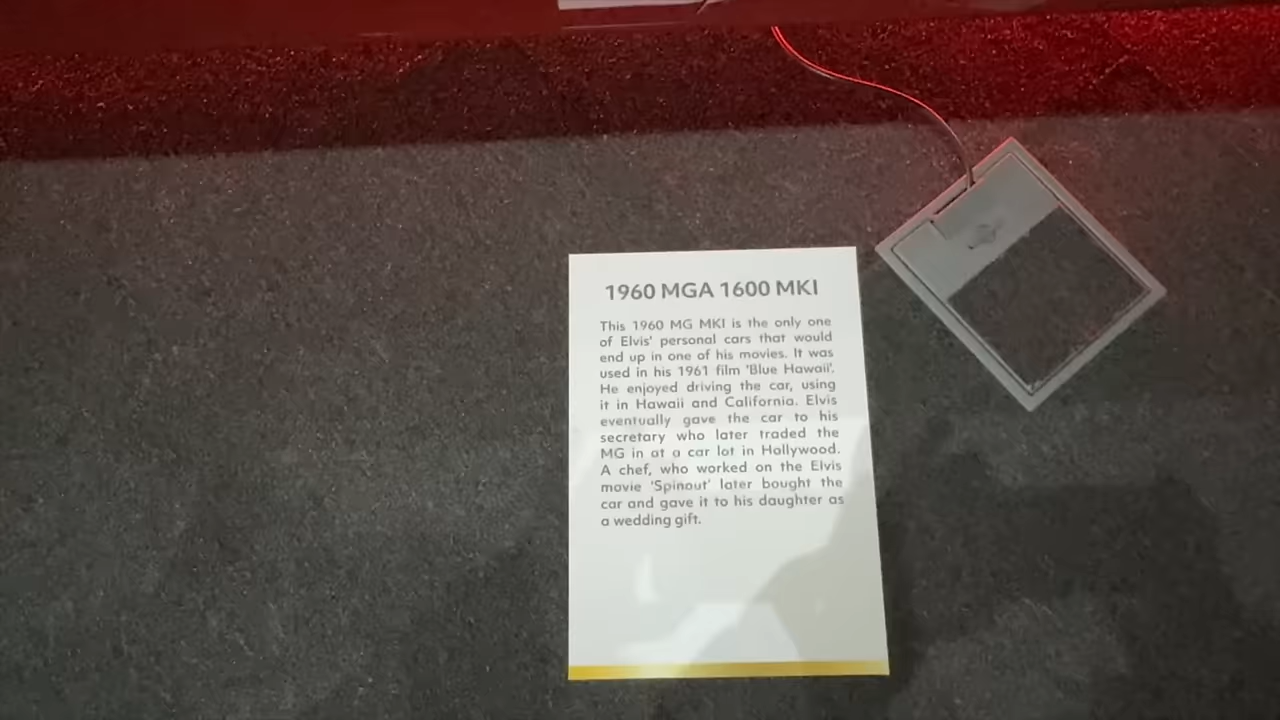 1960 MGA 1600 MKI
This 1960 MG MKI is the only one
of Elvis' personal cars that would
end up in one of his movies. It was
used in his 1961 film 'Blue Hawaii'.
He enjoyed driving the car, using
it in Hawaii and California. Elvis
eventually gave the car to his
secretary who later traded the
MG in at a car lot in Hollywood.
A chef, who worked on the Elvis
movie 'Spinout' later bought the
car and gave it to his daughter as
a wedding gift.